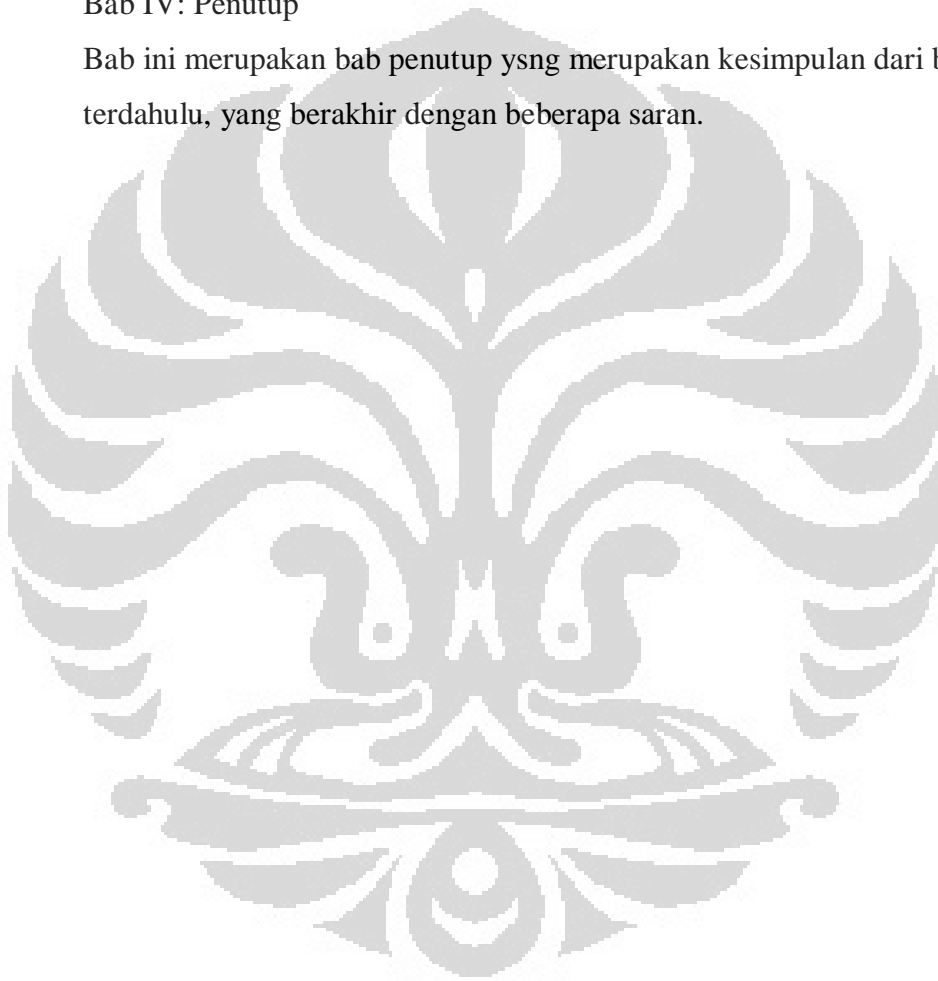 Bab IV: Penutup
Bab ini merupakan bab penutup ysng merupakan kesimpulan dari
terdahulu, yang berakhir dengan beberapa saran.